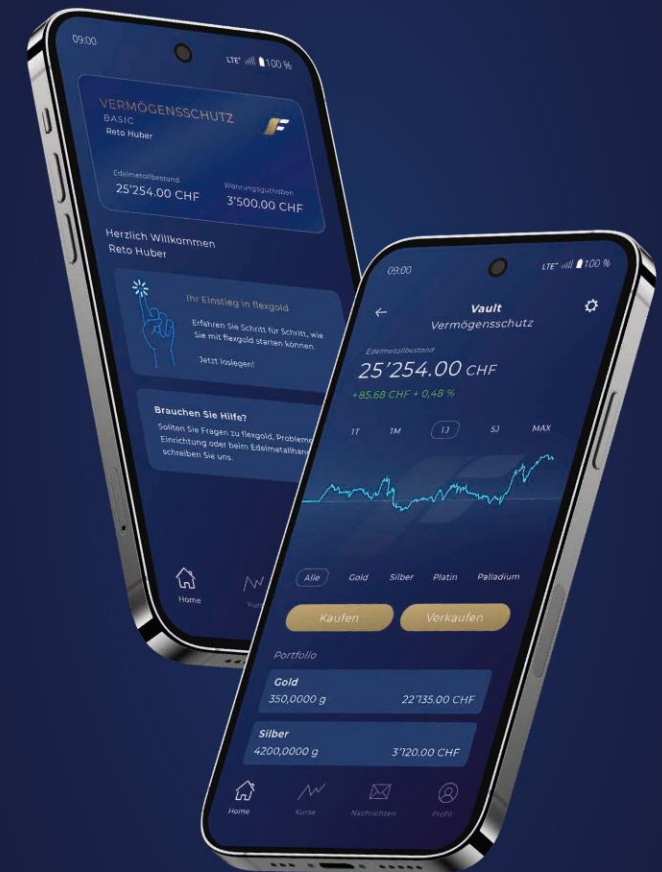 09:00
LTE+ 100 %
VERMÖGENSSCHUTZ
BASIC
Reto Huber
Edelmetallbestand
Währungsguthaben
25'254.00 CHF
3'500.00 CHF
Herzlich Willkommen
Reto Huber
Ihr Einstieg in flexgold
Erfahren Sie Schritt für Schritt, wie
Sie mit flexgold starten können.
Jetzt loslegen!
Brauchen Sie Hilfe?
Sollten Sie Fragen zu flexgold, Probleme
Einrichtung oder beim Edelmetallhan
schreiben Sie uns.
Home
Kur
09:00
LTE+ 100 %
Vault
Vermögensschutz
Edelmetallbestand
25'254.00 CHF
+85,68 CHF + 0,48 %
1T 1M 1J 5J MAX
Alle Gold Silber Platin Palladium
Kaufen Verkaufen
Portfolio
Gold
350,0000 g 22'135.00 CHF
Silber
4200,0000 g 3'120.00 CHF
Home Kurse Nachrichten Profil